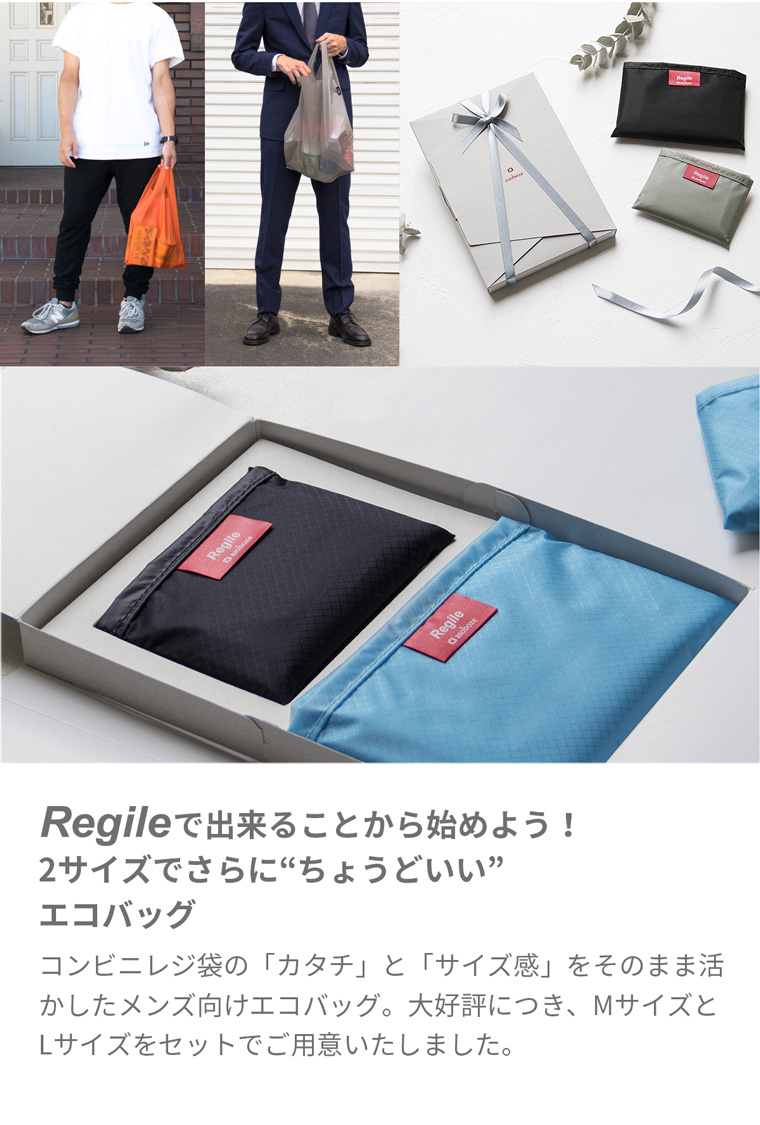 Regile
Regile
Regile
Regile
Regileで出来ることから始めよう！
2サイズでさらに“ちょうどいい”
エコバッグ
コンビニレジ袋の「カタチ」と「サイズ感」をそのまま活
かしたメンズ向けエコバッグ。大好評につき、Mサイズと
Lサイズをセットでご用意いたしました。